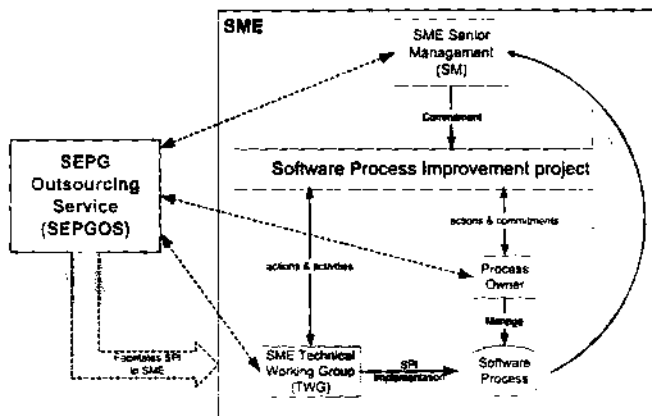 SME
SME Senior
Management
(SM)
Commitment
SEPG
Outsourcing
Service
(SEPGOS)
Software Process Improvement project
actions & commitments
actions & activities
Process
Owner
Manage
Facilitates SPI
in SME
SME Technical
Working Group
(TWG)
SPI
Implementation
Software
Process